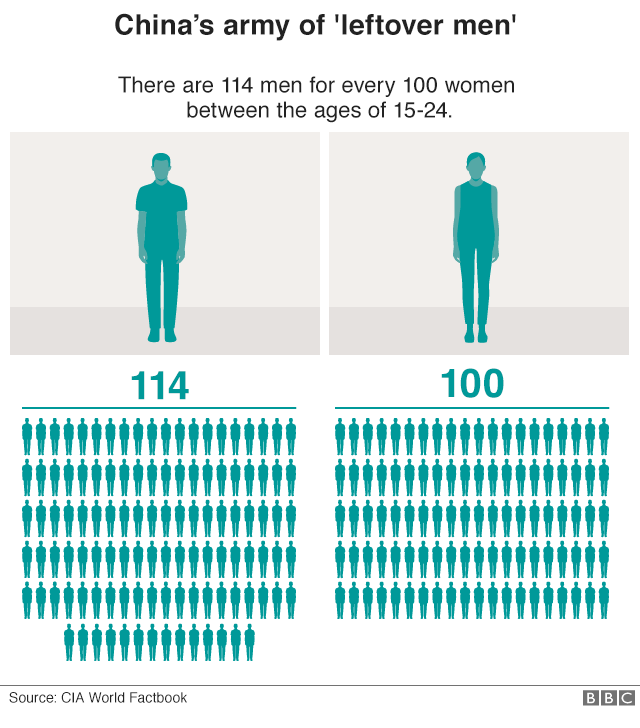 China’s army of 'leftover men'
There are 114 men for every 100 women
between the ages of 15-24.
114
100
Source: CIA World Factbook
BBC